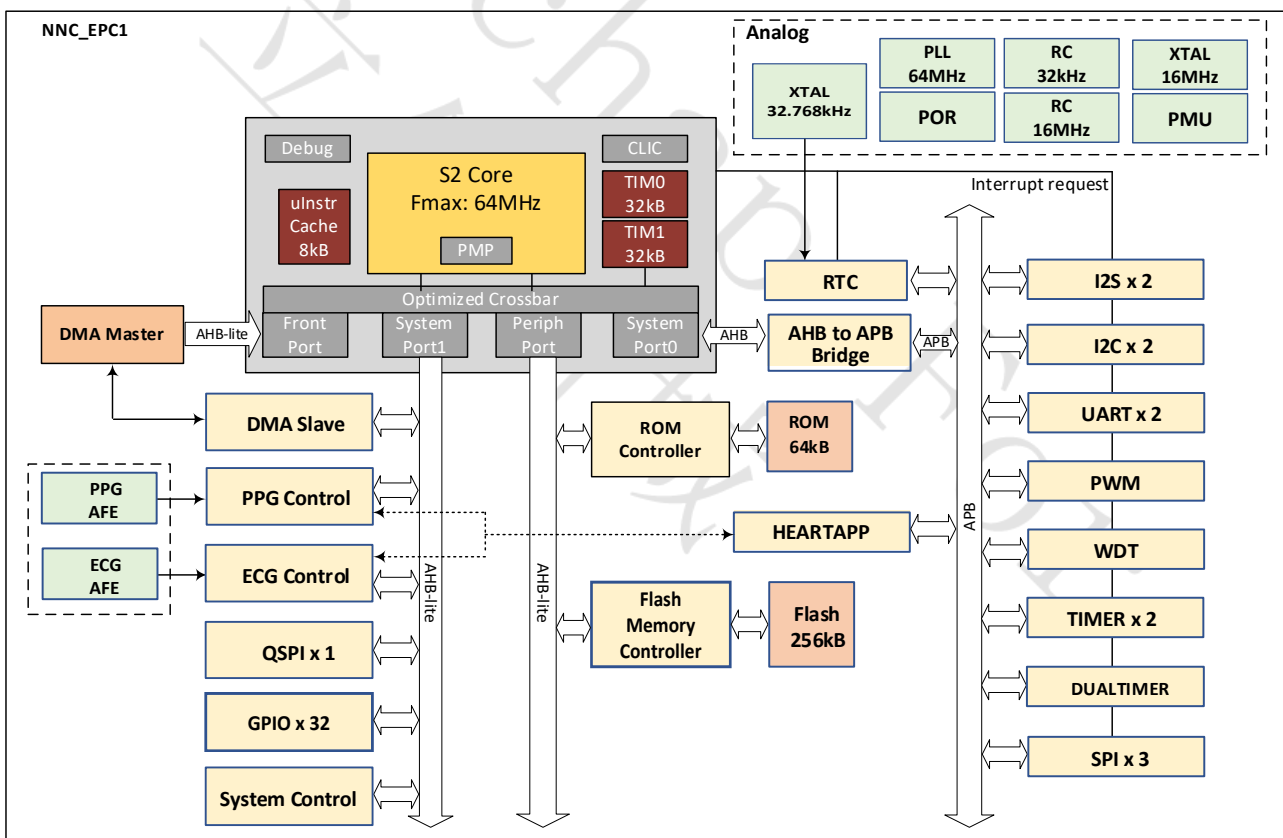 NNC_EPC1
Analog
XTAL
32.768kHz
PLL
64MHz
RC
32kHz
XTAL
16MHz
POR
RC
16MHz
PMU
Debug
CLIC
S2 Core
Fmax: 64MHz
PMP
uInstr
Cache
8kB
TIM0
32kB
TIM1
32kB
Optimized Crossbar
Front
Port
System
Port1
Periph
Port
System
Port0
Interrupt request
DMA Master
AHB-lite
AHB
AHB to APB
Bridge
APB
RTC
I2S x 2
I2C x 2
UART x 2
PWM
WDT
TIMER x 2
DUALTIMER
SPI x 3
APB
DMA Slave
PPG
AFE
PPG Control
ECG
AFE
ECG Control
QSPI x 1
GPIO x 32
System Control
AHB-lite
AHB-lite
ROM
Controller
ROM
64kB
HEARTAPP
Flash
Memory
Controller
Flash
256kB